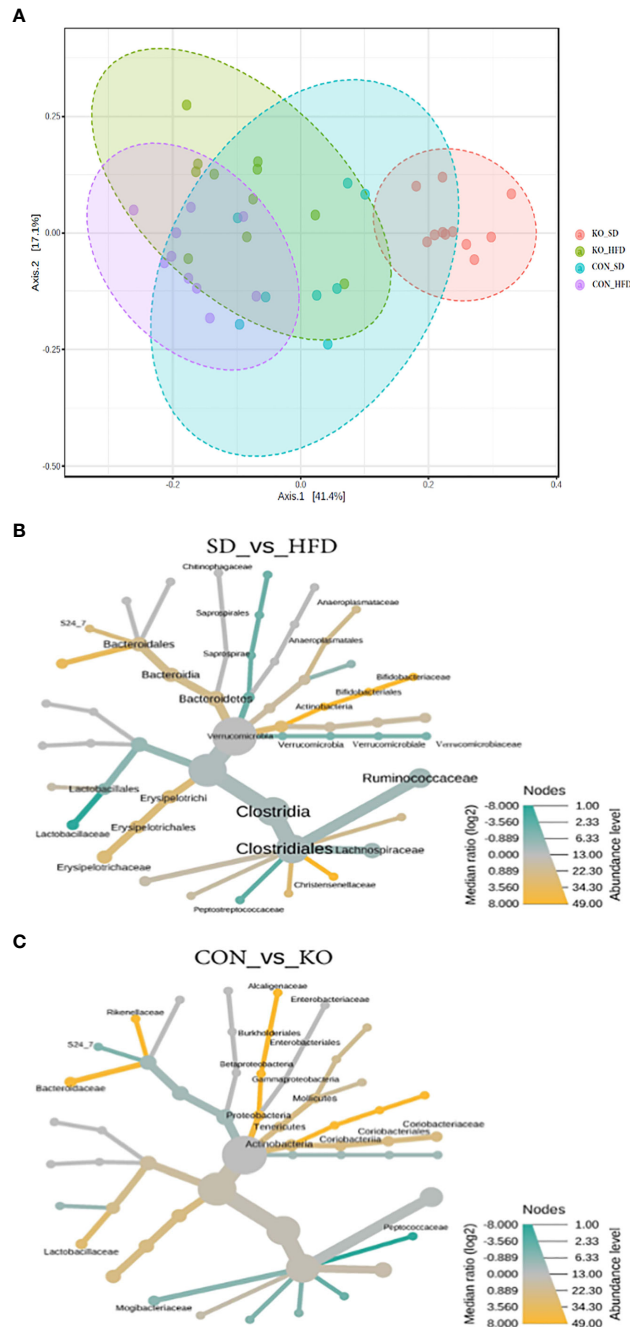 A
0.25
0.00
-0.25
-0.50
Axis.2 [17.1%]
-0.2
0.0
0.2
0.4
Axis.1 [41.4%]
a KO_SD
a KO_HFD
a CON_SD
a CON_HFD
B
SD_vs_HFD
Chitinophagaceae
Anaeroplasmataceae
Saprospirales
S24_7
Anaeroplasmatales
Bacteroidales
Saprospirae
Bifidobacteriaceae
Bacteroidia
Bifidobacteriales
Bacteroidetes
Actinobacteria
Verrucomicrobia
Verrucomicrobia
Verrucomicrobiale
Verrucomicrobiaceae
Ruminococcaceae
Lactobacillales
Erysipelotrichi
Clostridia
Erysipelotrichales
Lactobacillaceae
Clostridiales
Lachnospiraceae
Erysipelotrichaceae
Christensenellaceae
Peptostreptococcaceae
Nodes
Median ratio (log2)
Abundance level
-8.000 1.00
-3.560 2.33
-0.889 6.33
0.000 13.00
0.889 22.30
3.560 34.30
8.000 49.00
C
CON_vs_KO
Alcaligenaceae
Rikenellaceae
Enterobacteriaceae
Burkholderiales
S24_7
Enterobacteriales
Betaproteobacteria
Bacteroidaceae
Gammaproteobacteria
Mollicutes
Proteobacteria
Tenericutes
Coriobacteriaceae
Coriobacteriales
Actinobacteria
Coriobacteriia
Peptococcaceae
Lactobacillaceae
Mogibacteriaceae
Nodes
Median ratio (log2)
Abundance level
-8.000 1.00
-3.560 2.33
-0.889 6.33
0.000 13.00
0.889 22.30
3.560 34.30
8.000 49.00